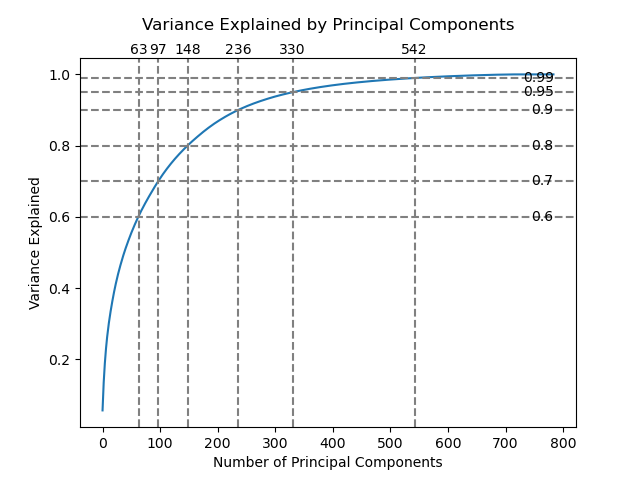 Variance Explained by Principal Components
63 97 148 236 330 542
1.0
0.99
0.95
0.9
0.8
0.8
0.7
0.6
0.6
0.4
0.2
Variance Explained
0 100 200 300 400 500 600 700 800
Number of Principal Components